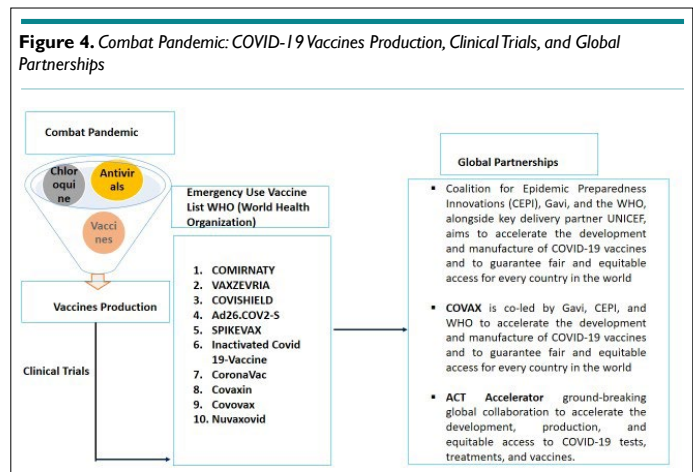 Figure 4. Combat Pandemic: COVID-19 Vaccines Production, Clinical Trials, and Global
Partnerships
Combat Pandemic
Chlor
oqui
ne
Antivir
als
Vacci
nes
Vaccines Production
Clinical Trials
Emergency Use Vaccine
List WHO (World Health
Organization)
1. COMIRNATY
2. VAXZEVRIA
3. COVISHIELD
4. Ad26.COV2-S
5. SPIKEVAX
6. Inactivated Covid
19-Vaccine
7. CoronaVac
8. Covaxin
9. Covovax
10. Nuvaxovid
Global Partnerships
▪ Coalition for Epidemic Preparedness
Innovations (CEPI), Gavi, and the WHO,
alongside key delivery partner UNICEF,
aims to accelerate the development
and manufacture of COVID-19 vaccines
and to guarantee fair and equitable
access for every country in the world
▪ COVAX is co-led by Gavi, CEPI, and
WHO to accelerate the development
and manufacture of COVID-19 vaccines
and to guarantee fair and equitable
access for every country in the world
▪ ACT Accelerator ground-breaking
global collaboration to accelerate the
development, production, and
equitable access to COVID-19 tests,
treatments, and vaccines.